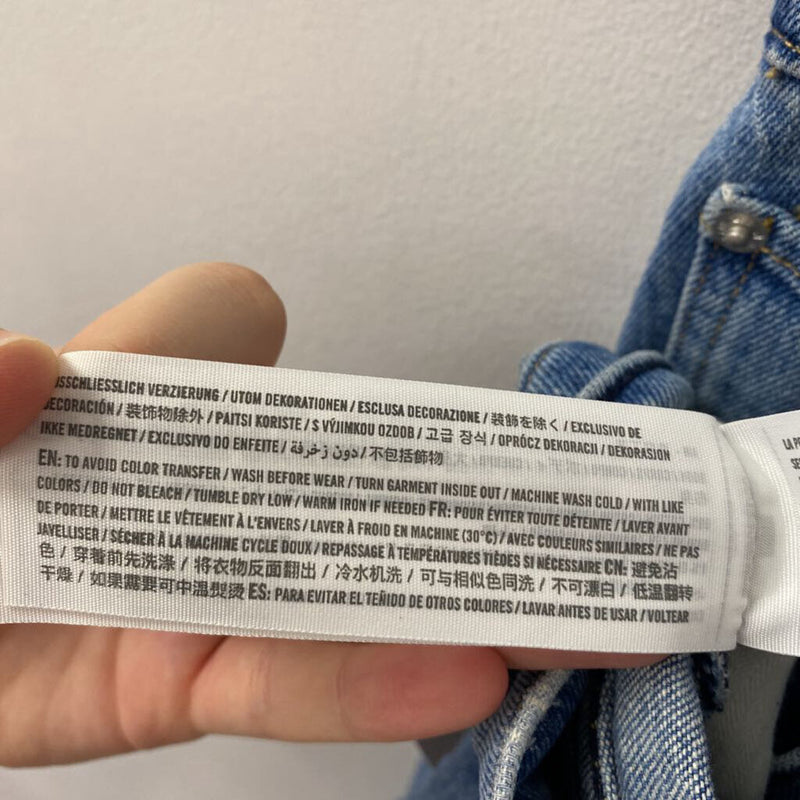 USSCHLIESSLICH VERZIERUNG / UTOM DEKORATIONEN / ESCLUSA DECORAZIONE / 装飾を除く / EXCLUSIVO DE
DECORACIÓN / 装饰物除外 / PAITSI KORISTE / S VÝJIMKOU OZDOB / 고급 장식 / OPRÓCZ DEKORACJI / DEKORASJON
IKKE MEDREGNET / EXCLUSIVO DO ENFEITE / دون زخرفة / 不包括飾物
EN: TO AVOID COLOR TRANSFER / WASH BEFORE WEAR / TURN GARMENT INSIDE OUT / MACHINE WASH COLD / WITH LIKE
COLORS / DO NOT BLEACH / TUMBLE DRY LOW / WARM IRON IF NEEDED FR: POUR ÉVITER TOUTE DÉTEINTE / LAVER AVANT
DE PORTER / METTRE LE VÊTEMENT À L'ENVERS / LAVER À FROID EN MACHINE (30°C) / AVEC COULEURS SIMILAIRES / NE PAS
JAVELLISER / SÉCHER À LA MACHINE CYCLE DOUX / REPASSAGE À TEMPÉRATURES TIÈDES SI NÉCESSAIRE CN: 避免沾
色 / 穿着前先洗涤 / 将衣物反面翻出 / 冷水机洗 / 可与相似色同洗 / 不可漂白 / 低温翻转
干燥 / 如果需要可中温熨烫 ES: PARA EVITAR EL TEÑIDO DE OTROS COLORES / LAVAR ANTES DE USAR / VOLTEAR
LA P
SE